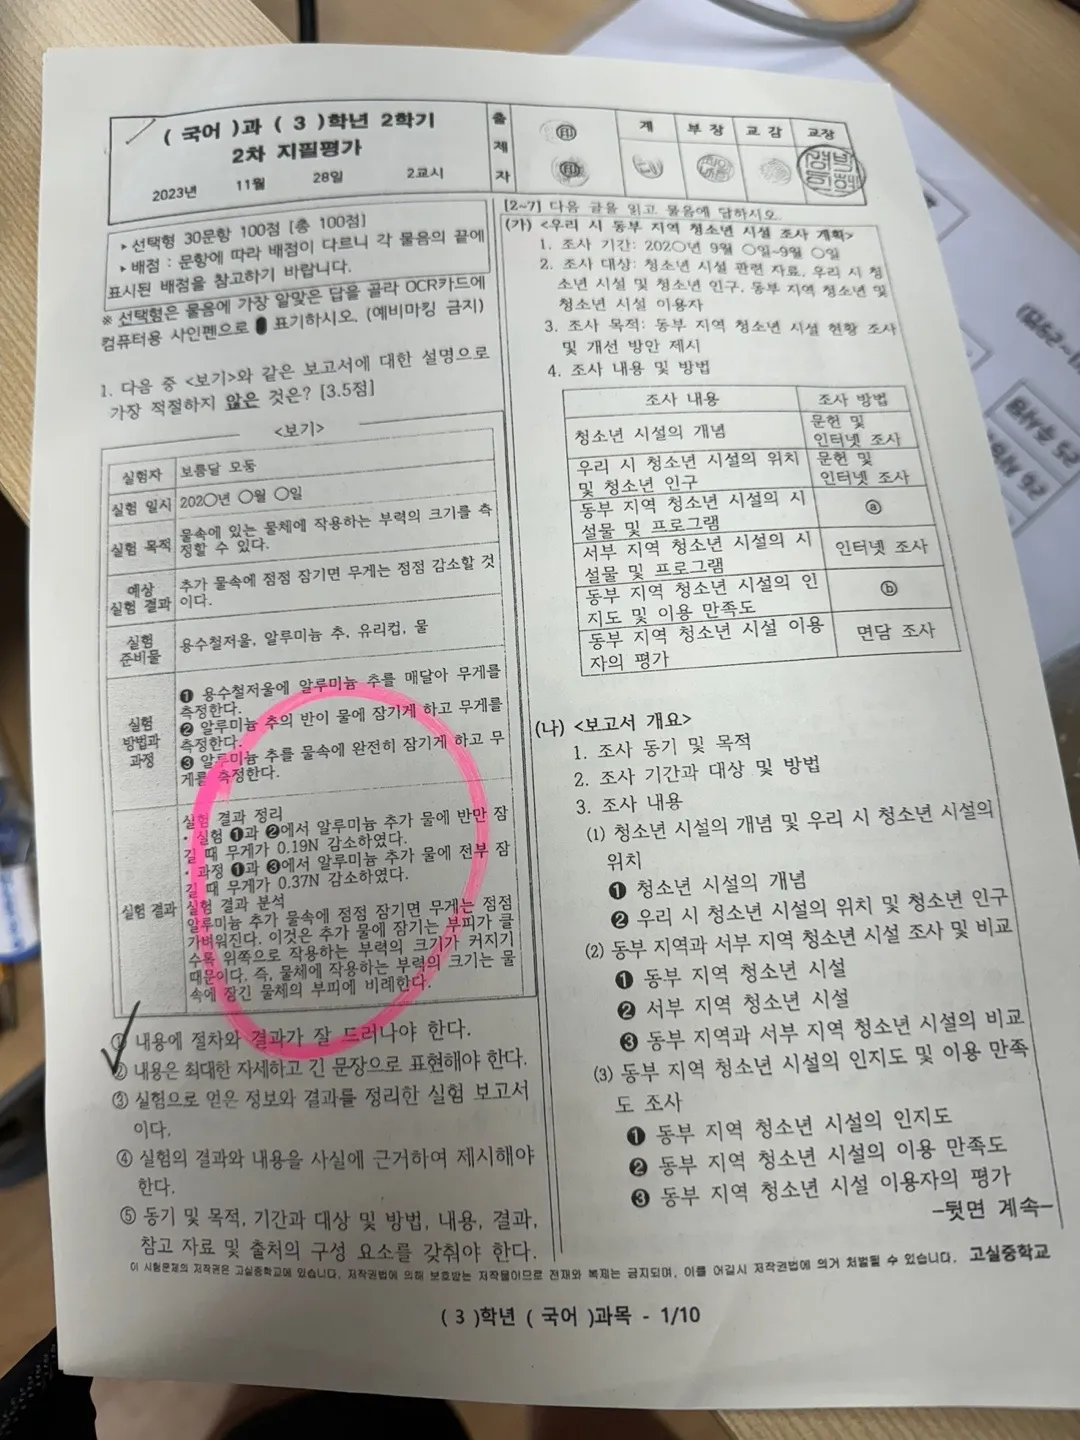 ( 국어 )과 ( 3 )학년 2학기
2차 지필평가
2023년 11월 28일 2교시
출
제
자
계
부장
교감
교장
▸선택형 30문항 100점 [총 100점]
▸배점 : 문항에 따라 배점이 다르니 각 물음의 끝에
표시된 배점을 참고하기 바랍니다.
※ 선택형은 물음에 가장 알맞은 답을 골라 OCR카드에
컴퓨터용 사인펜으로 ● 표기하시오. (예비마킹 금지)
1. 다음 중 <보기>와 같은 보고서에 대한 설명으로
가장 적절하지 않은 것은? [3.5점]
<보기>
실험자
보름달 모둠
실험 일시
202○년 ○월 ○일
실험 목적
물속에 있는 물체에 작용하는 부력의 크기를 측
정할 수 있다.
예상
실험 결과
추가 물속에 점점 잠기면 무게는 점점 감소할 것
이다.
실험
준비물
용수철저울, 알루미늄 추, 유리컵, 물
실험
방법과
과정
❶ 용수철저울에 알루미늄 추를 매달아 무게를
측정한다.
❷ 알루미늄 추의 반이 물에 잠기게 하고 무게를
측정한다.
❸ 알루미늄 추를 물속에 완전히 잠기게 하고 무
게를 측정한다.
실험 결과
실험 결과 정리
• 실험 ❶과 ❷에서 알루미늄 추가 물에 반만 잠
길 때 무게가 0.19N 감소하였다.
• 과정 ❶과 ❸에서 알루미늄 추가 물에 전부 잠
길 때 무게가 0.37N 감소하였다.
실험 결과 분석
알루미늄 추가 물속에 점점 잠기면 무게는 점점
가벼워진다. 이것은 추가 물에 잠기는 부피가 클
수록 위쪽으로 작용하는 부력의 크기가 커지기
때문이다. 즉, 물체에 작용하는 부력의 크기는 물
속에 잠긴 물체의 부피에 비례한다.
① 내용에 절차와 결과가 잘 드러나야 한다.
② 내용은 최대한 자세하고 긴 문장으로 표현해야 한다.
③ 실험으로 얻은 정보와 결과를 정리한 실험 보고서
이다.
④ 실험의 결과와 내용을 사실에 근거하여 제시해야
한다.
⑤ 동기 및 목적, 기간과 대상 및 방법, 내용, 결과,
참고 자료 및 출처의 구성 요소를 갖춰야 한다.
[2~7] 다음 글을 읽고 물음에 답하시오.
(가) <우리 시 동부 지역 청소년 시설 조사 계획>
1. 조사 기간: 202○년 9월 ○일~9월 ○일
2. 조사 대상: 청소년 시설 관련 자료, 우리 시 청
소년 시설 및 청소년 인구, 동부 지역 청소년 및
청소년 시설 이용자
3. 조사 목적: 동부 지역 청소년 시설 현황 조사
및 개선 방안 제시
4. 조사 내용 및 방법
조사 내용
조사 방법
청소년 시설의 개념
문헌 및
인터넷 조사
우리 시 청소년 시설의 위치
및 청소년 인구
문헌 및
인터넷 조사
동부 지역 청소년 시설의 시
설물 및 프로그램
ⓐ
서부 지역 청소년 시설의 시
설물 및 프로그램
인터넷 조사
동부 지역 청소년 시설의 인
지도 및 이용 만족도
ⓑ
동부 지역 청소년 시설 이용
자의 평가
면담 조사
(나) <보고서 개요>
1. 조사 동기 및 목적
2. 조사 기간과 대상 및 방법
3. 조사 내용
(1) 청소년 시설의 개념 및 우리 시 청소년 시설의
위치
❶ 청소년 시설의 개념
❷ 우리 시 청소년 시설의 위치 및 청소년 인구
(2) 동부 지역과 서부 지역 청소년 시설 조사 및 비교
❶ 동부 지역 청소년 시설
❷ 서부 지역 청소년 시설
❸ 동부 지역과 서부 지역 청소년 시설의 비교
(3) 동부 지역 청소년 시설의 인지도 및 이용 만족
도 조사
❶ 동부 지역 청소년 시설의 인지도
❷ 동부 지역 청소년 시설의 이용 만족도
❸ 동부 지역 청소년 시설 이용자의 평가
-뒷면 계속-
이 시험문제의 저작권은 고실중학교에 있습니다. 저작권법에 의해 보호받는 저작물이므로 전재와 복제는 금지되며, 이를 어길시 저작권법에 의거 처벌될 수 있습니다. 고실중학교
( 3 )학년 ( 국어 )과목 - 1/10